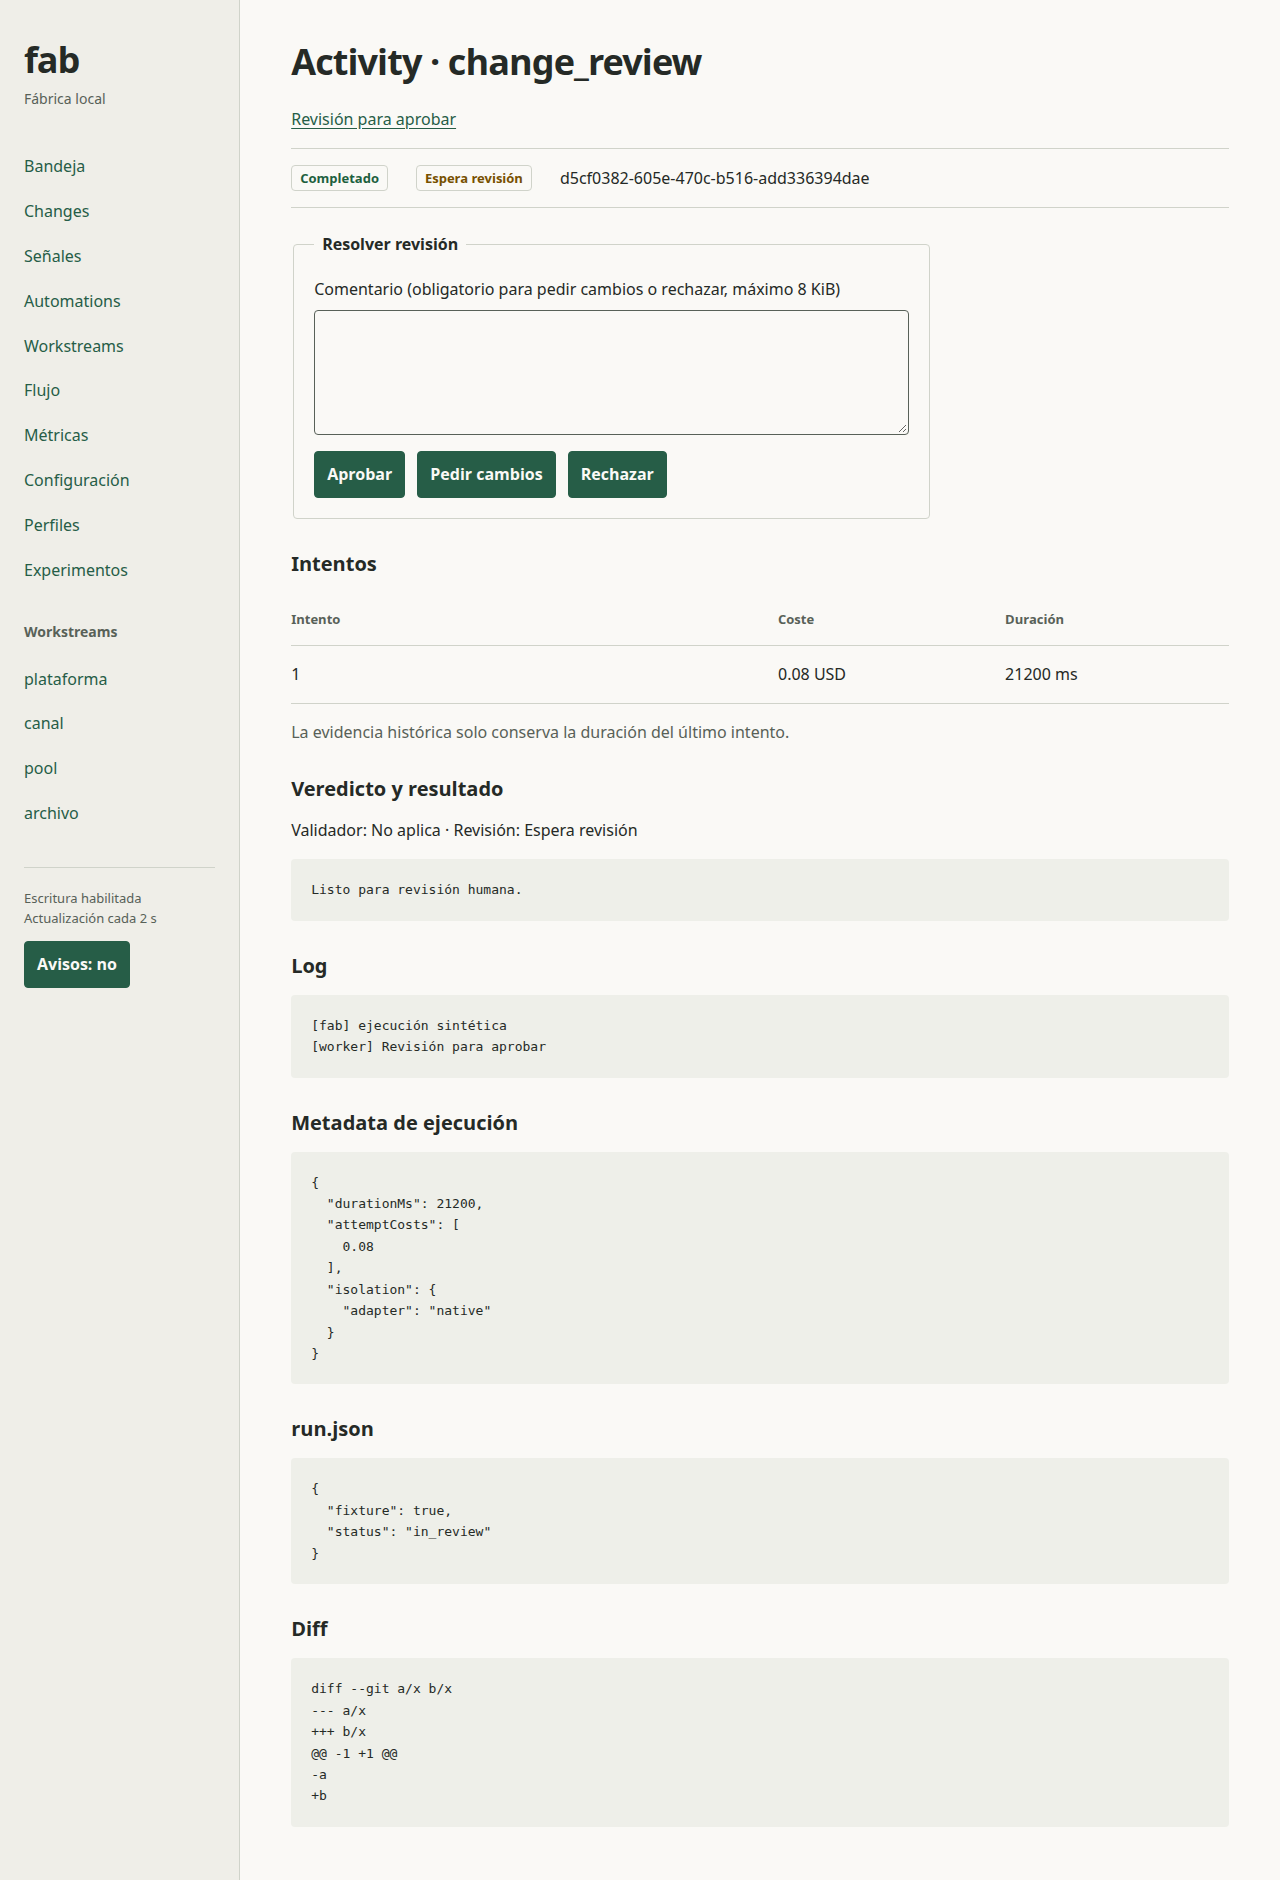 fab
Fábrica local
Bandeja
Changes
Señales
Automations
Workstreams
Flujo
Métricas
Configuración
Perfiles
Experimentos
Workstreams
plataforma
canal
pool
archivo
Escritura habilitada
Actualización cada 2 s
Avisos: no
Activity · change_review
Revisión para aprobar
Completado Espera revisión d5cf0382-605e-470c-b516-add336394dae
Resolver revisión
Comentario (obligatorio para pedir cambios o rechazar, máximo 8 KiB)
Aprobar Pedir cambios Rechazar
Intentos
Intento Coste Duración
1 0.08 USD 21200 ms
La evidencia histórica solo conserva la duración del último intento.
Veredicto y resultado
Validador: No aplica · Revisión: Espera revisión
Listo para revisión humana.
Log
[fab] ejecución sintética
[worker] Revisión para aprobar
Metadata de ejecución
{
  "durationMs": 21200,
  "attemptCosts": [
    0.08
  ],
  "isolation": {
    "adapter": "native"
  }
}
run.json
{
  "fixture": true,
  "status": "in_review"
}
Diff
diff --git a/x b/x
--- a/x
+++ b/x
@@ -1 +1 @@
-a
+b